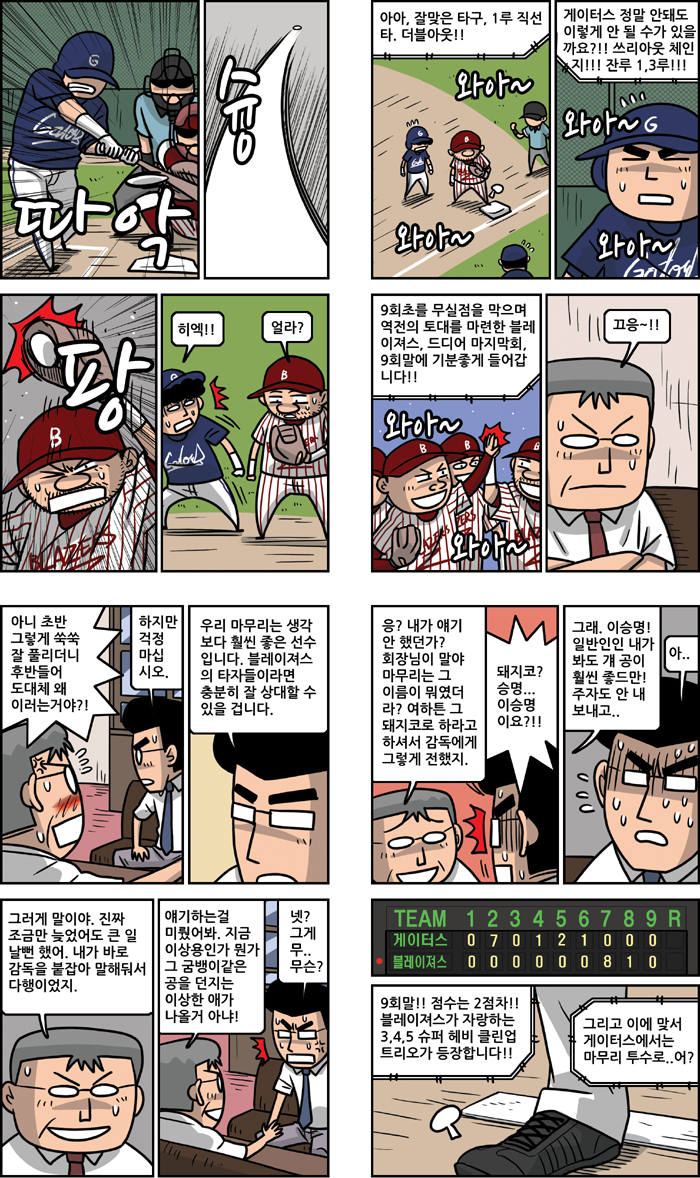 G
Gators
따악
슝
팡
B
BLAZZERS
히엑!!
얼라?
G
Gators
B
BLAZZERS
아아, 잘맞은 타구, 1루 직선
타. 더블아웃!!
와아~
와아~
G
B
게이터스 정말 안돼도
이렇게 안 될 수가 있을
까요?!! 쓰리아웃 체인
지!!! 잔루 1,3루!!!
와아~
와아~
G
Gators
9회초를 무실점을 막으며
역전의 토대를 마련한 블레
이져스, 드디어 마지막회,
9회말에 기분좋게 들어갑
니다!!
와아~
와아~
B
B
B
BLAZZERS
끄응~!!
아니 초반
그렇게 쑥쑥
잘 풀리더니
후반들어
도대체 왜
이러는거야?!
하지만
걱정
마십
시오.
우리 마무리는 생각
보다 훨씬 좋은 선수
입니다. 블레이져스
의 타자들이라면
충분히 잘 상대할 수
있을 겁니다.
그러게 말이야. 진짜
조금만 늦었어도 큰 일
날뻔 했어. 내가 바로
감독을 붙잡아 말해둬서
다행이었지.
얘기하는걸
미뤘어봐. 지금
이상용인가 뭔가
그 굼벵이같은
공을 던지는
이상한 애가
나올거 아냐!
넷?
그게
무..
무슨?
응? 내가 얘기
안 했던가?
회장님이 말야
마무리는 그
이름이 뭐였더
라? 여하튼 그
돼지코로 하라고
하셔서 감독에게
그렇게 전했지.
돼지코?
승명...
이승명
이요?!!
그래. 이승명!
일반인인 내가
봐도 걔 공이
훨씬 좋드만!
주자도 안 내
보내고..
아..
TEAM 1 2 3 4 5 6 7 8 9 R
게이터스 0 7 0 1 2 1 0 0 0
블레이져스 0 0 0 0 0 0 8 1 0
9회말!! 점수는 2점차!!
블레이져스가 자랑하는
3,4,5 슈퍼 헤비 클린업
트리오가 등장합니다!!
그리고 이에 맞서
게이터스에서는
마무리 투수로..어?